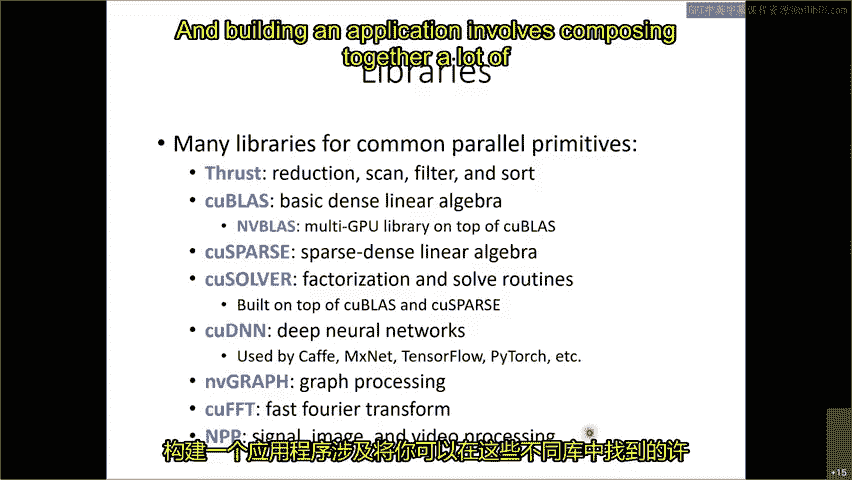 And building an application involves composing
together a lot of
Libraries
• Many libraries for common parallel primitives:
• Thrust: reduction, scan, filter, and sort
• cuBLAS: basic dense linear algebra
• NVBLAS: multi-GPU library on top of cuBLAS
• cuSPARSE: sparse-dense linear algebra
• cuSOLVER: factorization and solve routines
• Built on top of cuBLAS and cuSPARSE
• cuDNN: deep neural networks
• Used by Caffe, MxNet, TensorFlow, PyTorch, etc.
• nvGRAPH: graph processing
• cuFFT: fast fourier transform
• NPP: signal, image, and video processing
构建一个应用程序涉及将你可以在这些不同库中找到的许
+15